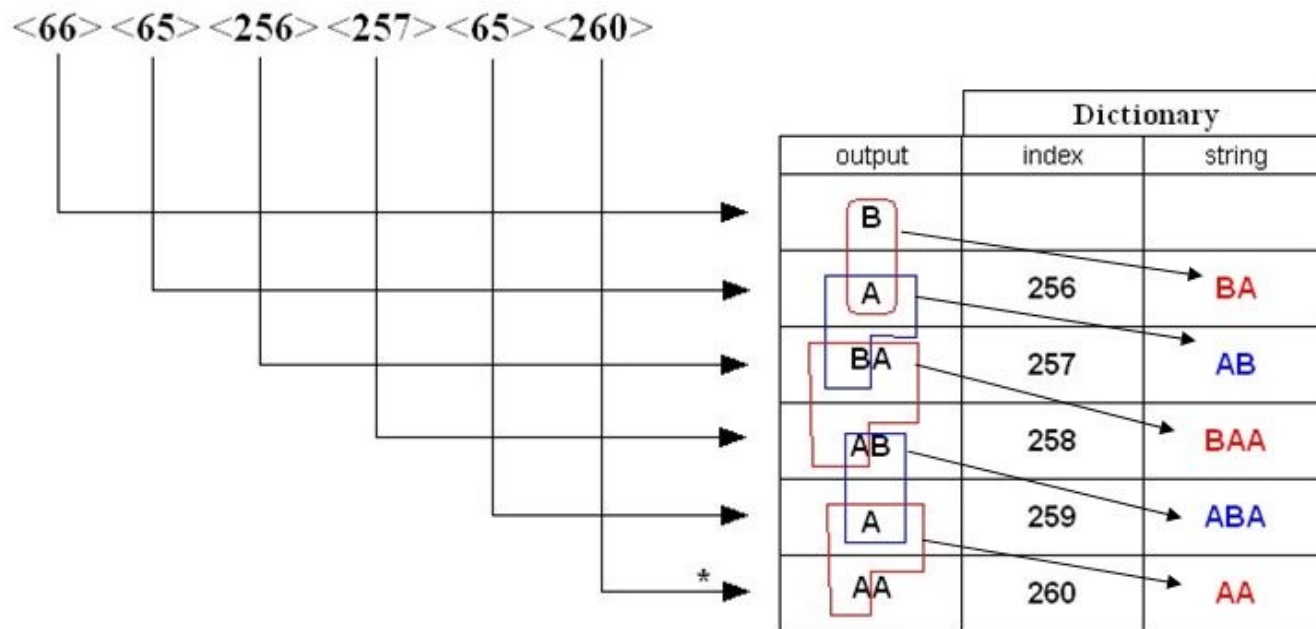 <66> <65> <256> <257> <65> <260>
Dictionary
output index string
B
A 256 BA
BA 257 AB
AB 258 BAA
A 259 ABA
* AA 260 AA